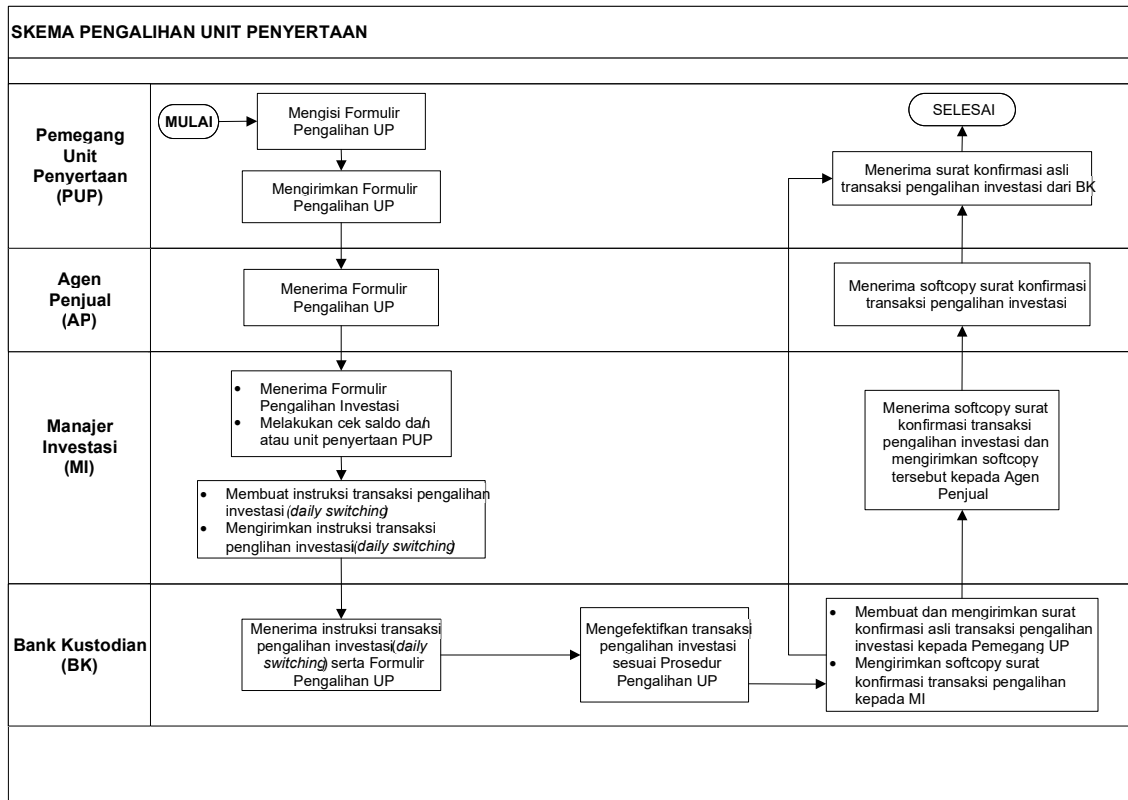 SKEMA PENGALIHAN UNIT PENYERTAAN
Pemegang
Unit
Penyertaan
(PUP)
MULAI
Mengisi Formulir
Pengalihan UP
Mengirimkan Formulir
Pengalihan UP
SELESAI
Menerima surat konfirmasi asli
transaksi pengalihan investasi dari BK
Agen
Penjual
(AP)
Menerima Formulir
Pengalihan UP
Menerima softcopy surat konfirmasi
transaksi pengalihan investasi
Manajer
Investasi
(MI)
• Menerima Formulir
Pengalihan Investasi
• Melakukan cek saldo dan/
atau unit penyertaan PUP
• Membuat instruksi transaksi pengalihan
investasi (daily switching)
• Mengirimkan instruksi transaksi
penglihan investasi (daily switching)
Menerima softcopy surat
konfirmasi transaksi
pengalihan investasi dan
mengirimkan softcopy
tersebut kepada Agen
Penjual
Bank Kustodian
(BK)
Menerima instruksi transaksi
pengalihan investasi (daily
switching) serta Formulir
Pengalihan UP
Mengefektifkan transaksi
pengalihan investasi
sesuai Prosedur
Pengalihan UP
• Membuat dan mengirimkan surat
konfirmasi asli transaksi pengalihan
investasi kepada Pemegang UP
• Mengirimkan softcopy surat
konfirmasi transaksi pengalihan
kepada MI